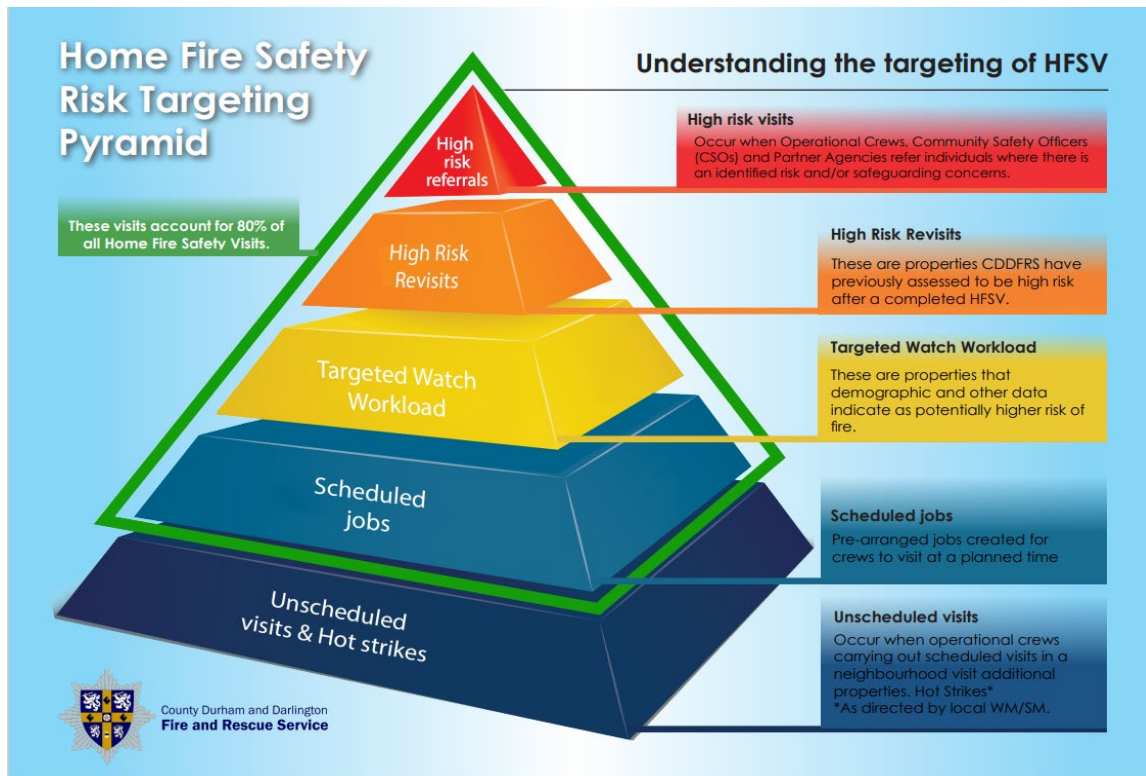 Home Fire Safety
Risk Targeting
Pyramid
Understanding the targeting of HFSV
These visits account for 80% of
all Home Fire Safety Visits.
High
risk
referrals
High Risk
Revisits
Targeted Watch
Workload
Scheduled
jobs
Unscheduled
visits & Hot strikes
High risk visits
Occur when Operational Crews, Community Safety Officers
(CSOs) and Partner Agencies refer individuals where there is
an identified risk and/or safeguarding concerns.
High Risk Revisits
These are properties CDDFRS have
previously assessed to be high risk
after a completed HFSV.
Targeted Watch Workload
These are properties that
demographic and other data
indicate as potentially higher risk of
fire.
Scheduled jobs
Pre-arranged jobs created for
crews to visit at a planned time
Unscheduled visits
Occur when operational crews
carrying out scheduled visits in a
neighbourhood visit additional
properties. Hot Strikes*
*As directed by local WM/SM.
County Durham and Darlington
Fire and Rescue Service